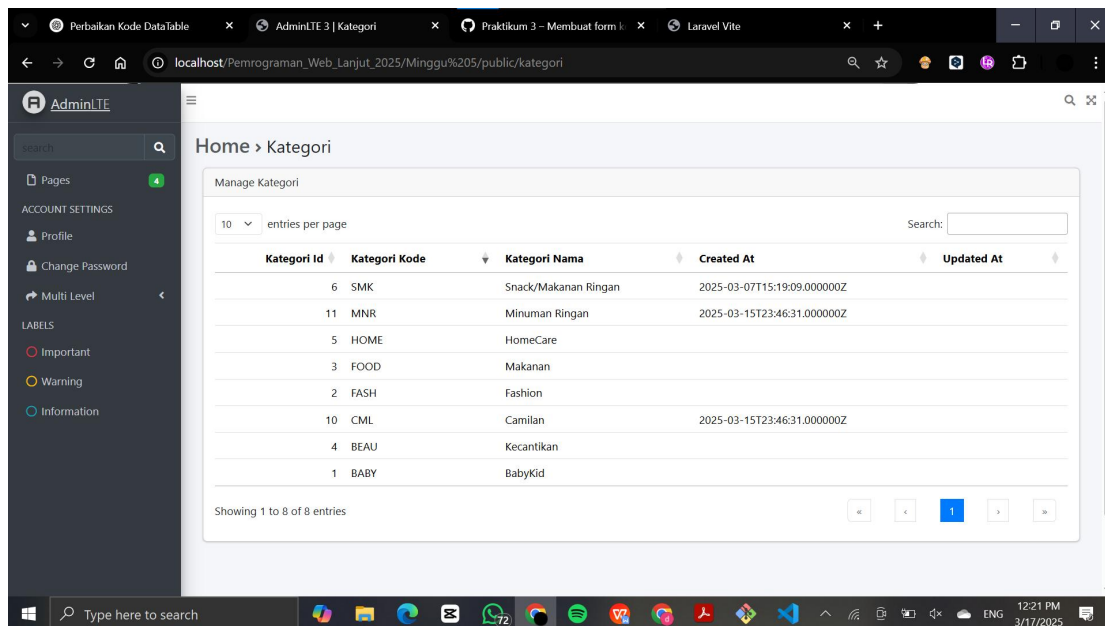 Perbaikan Kode DataTable
AdminLTE 3 | Kategori
Praktikum 3 – Membuat form k
Laravel Vite
localhost/Pemrograman_Web_Lanjut_2025/Minggu%205/public/kategori
AdminLTE
search
Pages 4
ACCOUNT SETTINGS
Profile
Change Password
Multi Level
LABELS
Important
Warning
Information
Home › Kategori
Manage Kategori
10 entries per page
Search:
Kategori Id Kategori Kode Kategori Nama Created At Updated At
6 SMK Snack/Makanan Ringan 2025-03-07T15:19:09.000000Z
11 MNR Minuman Ringan 2025-03-15T23:46:31.000000Z
5 HOME HomeCare
3 FOOD Makanan
2 FASH Fashion
10 CML Camilan 2025-03-15T23:46:31.000000Z
4 BEAU Kecantikan
1 BABY BabyKid
Showing 1 to 8 of 8 entries
« ‹ 1 › »
Type here to search
72
ENG
12:21 PM
3/17/2025